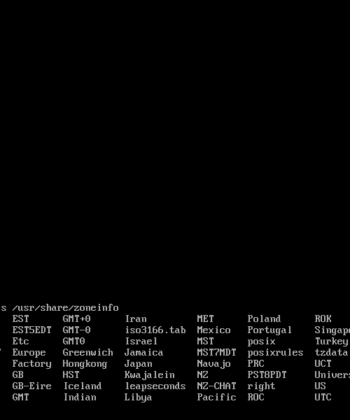 s /usr/share/zoneinfo
EST GMT+0 Iran MET Poland ROK
EST5EDT GMT-0 iso3166.tab Mexico Portugal Singap
Etc GMT0 Israel MST posix Turkey
Europe Greenwich Jamaica MST7MDT posixrules tzdata
Factory Hongkong Japan Navajo PRC UCT
GB HST Kwajalein NZ PST8PDT Univers
GB-Eire Iceland leapseconds NZ-CHAT right US
GMT Indian Libya Pacific ROC UTC